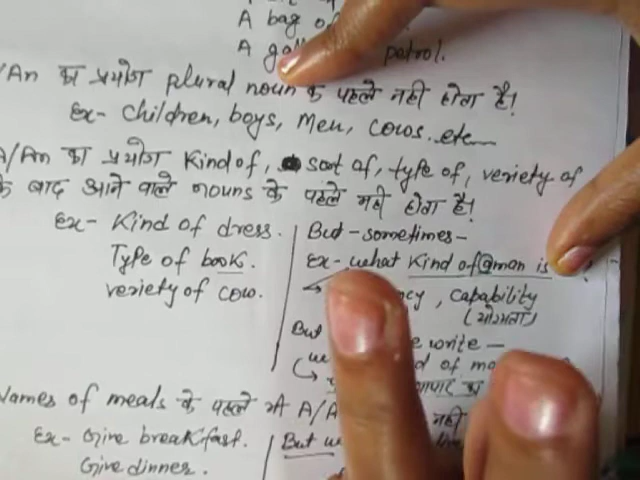 A bag of
A patrol.
/An का प्रयोग plural noun के पहले नही होता है।
Ex- Children, boys, Men, cows. etc
A/An का प्रयोग Kind of, sort of, type of, veriety of
के बाद आने वाले nouns के पहले नही होता है।
Ex- Kind of dress.
Type of book.
veriety of cow.
But - sometimes -
Ex- what Kind of a man is
cy, Capability
(योग्यता)
But write -
d of
Names of meals के पहले भी A/A नही
Ex- Give breakfast.
Give dinner.
But